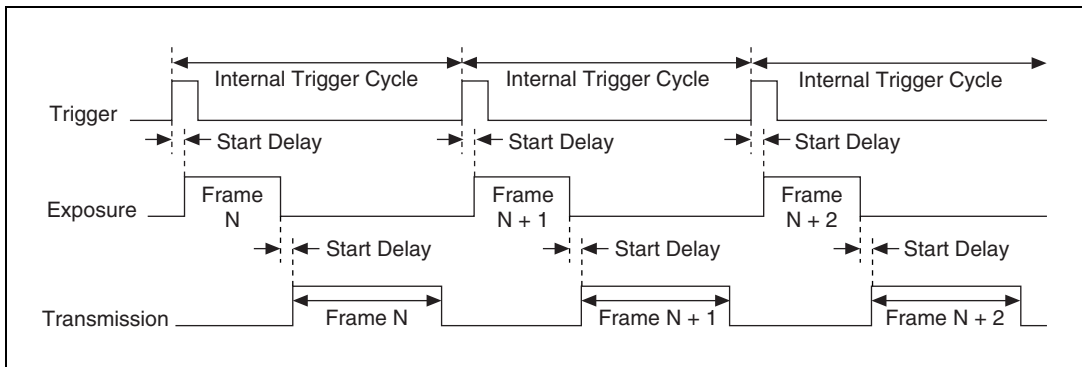 Internal Trigger Cycle
Internal Trigger Cycle
Internal Trigger Cycle
Trigger
Start Delay
Start Delay
Start Delay
Exposure
Frame
N
Frame
N + 1
Frame
N + 2
Start Delay
Start Delay
Start Delay
Transmission
Frame N
Frame N + 1
Frame N + 2